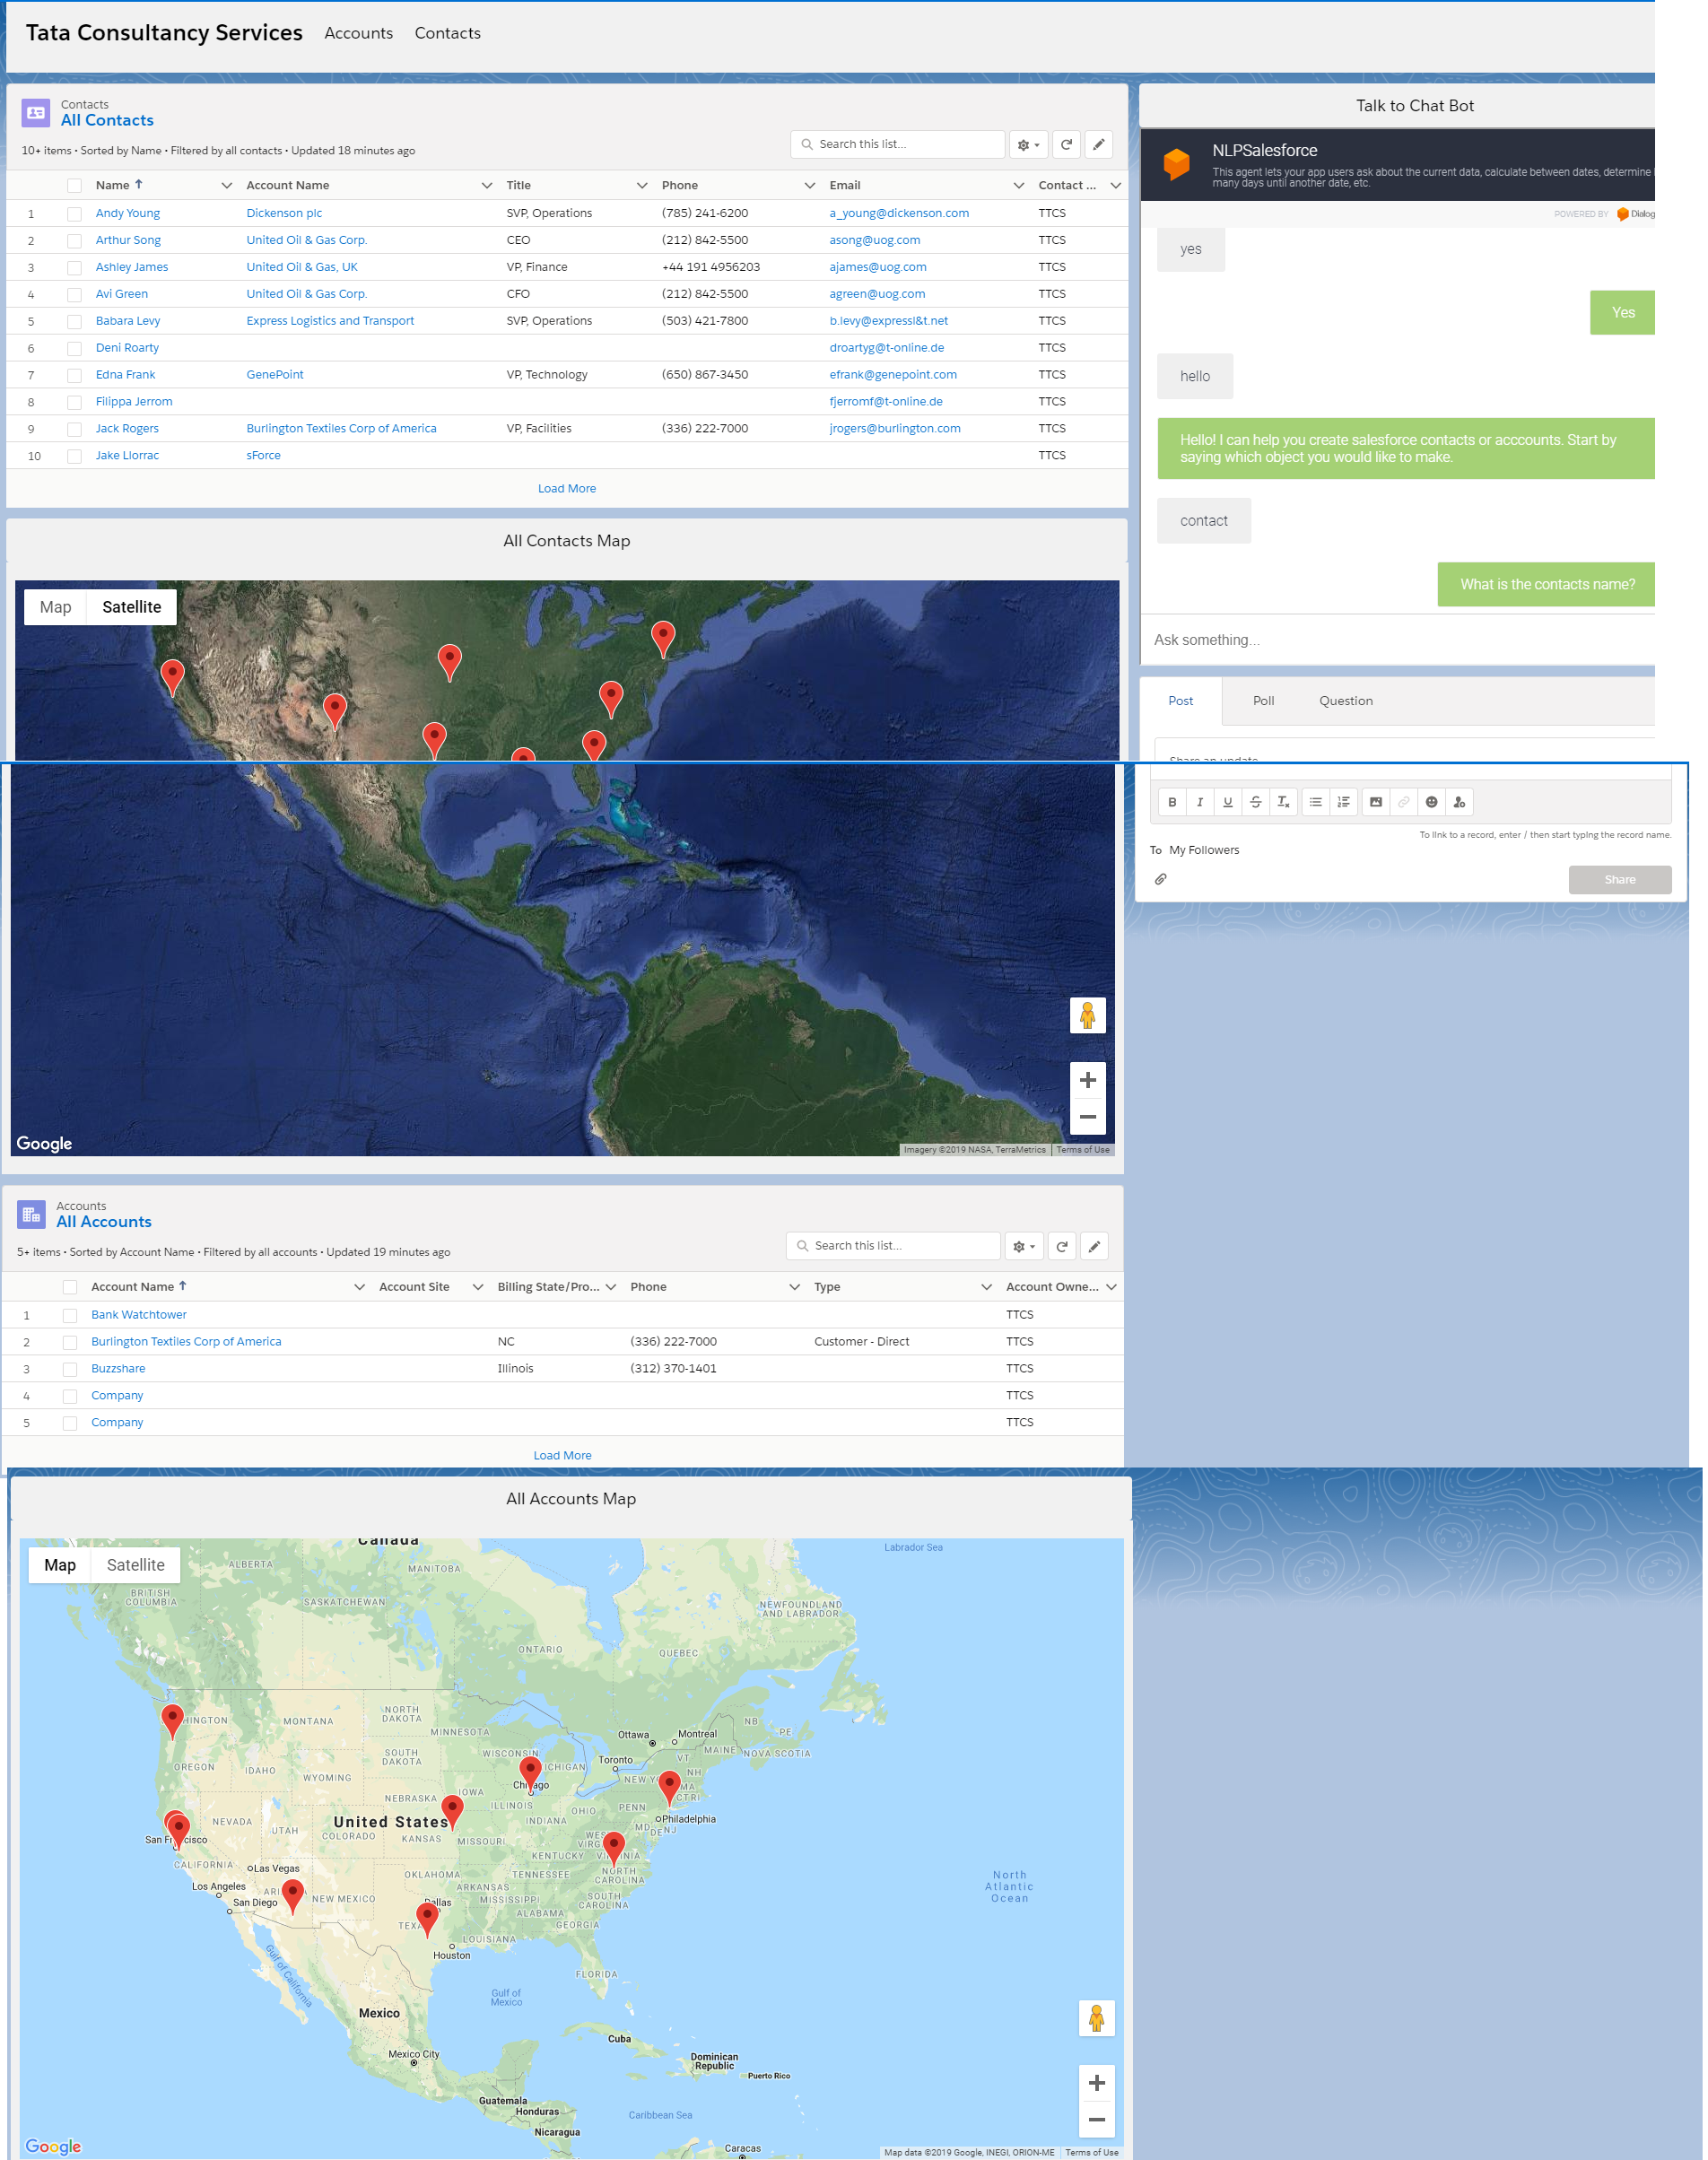 Tata Consultancy Services Accounts Contacts
Contacts
All Contacts
10+ items • Sorted by Name • Filtered by all contacts • Updated 18 minutes ago
Search this list...
Name Account Name Title Phone Email Contact ...
1 Andy Young Dickenson plc SVP, Operations (785) 241-6200 a_young@dickenson.com TTCS
2 Arthur Song United Oil & Gas Corp. CEO (212) 842-5500 asong@uog.com TTCS
3 Ashley James United Oil & Gas, UK VP, Finance +44 191 4956203 ajames@uog.com TTCS
4 Avi Green United Oil & Gas Corp. CFO (212) 842-5500 agreen@uog.com TTCS
5 Babara Levy Express Logistics and Transport SVP, Operations (503) 421-7800 b.levy@expressl&t.net TTCS
6 Deni Roarty droartyg@t-online.de TTCS
7 Edna Frank GenePoint VP, Technology (650) 867-3450 efrank@genepoint.com TTCS
8 Filippa Jerrom fjerromf@t-online.de TTCS
9 Jack Rogers Burlington Textiles Corp of America VP, Facilities (336) 222-7000 jrogers@burlington.com TTCS
10 Jake Llorrac sForce TTCS
Load More
Talk to Chat Bot
NLPSalesforce
This agent lets your app users ask about the current data, calculate between dates, determine
many days until another date, etc.
POWERED BY Dialog
yes
Yes
hello
Hello! I can help you create salesforce contacts or acccounts. Start by
saying which object you would like to make.
contact
What is the contacts name?
Ask something...
Post Poll Question
Share an update
To link to a record, enter / then start typing the record name.
To My Followers
Share
All Contacts Map
Map Satellite
Google
Imagery ©2019 NASA, TerraMetrics Terms of Use
Accounts
All Accounts
5+ items • Sorted by Account Name • Filtered by all accounts • Updated 19 minutes ago
Search this list...
Account Name Account Site Billing State/Pro... Phone Type Account Owne...
1 Bank Watchtower TTCS
2 Burlington Textiles Corp of America NC (336) 222-7000 Customer - Direct TTCS
3 Buzzshare Illinois (312) 370-1401 TTCS
4 Company TTCS
5 Company TTCS
Load More
All Accounts Map
Map Satellite
Canada
Labrador Sea
ALBERTA
MANITOBA
BRITISH
COLUMBIA
SASKATCHEWAN
NEWFOUNDLAND
AND LABRADOR
ONTARIO
QUEBEC
NORTH
DAKOTA
MONTANA
MINNESOTA
NB
PE
Ottawa
Montreal
MAINE
NOVA SCOTIA
SOUTH
DAKOTA
WISCONSIN
Toronto
VT
NH
OREGON
IDAHO
WYOMING
Chicago
NEBRASKA
IOWA
ILLINOIS
OHIO
PENN
Philadelphia
NEVADA
UTAH
United States
COLORADO
KANSAS
MISSOURI
INDIANA
MD
DE
NJ
CALIFORNIA
Las Vegas
KENTUCKY
OKLAHOMA
TENNESSEE
NORTH
CAROLINA
Los Angeles
San Diego
NEW MEXICO
ARKANSAS
MISSISSIPPI
SOUTH
CAROLINA
ALABAMA
GEORGIA
LOUISIANA
Houston
North
Atlantic
Ocean
Gulf of California
FLORIDA
Gulf of
Mexico
Mexico
Cuba
Mexico City
Dominican
Republic
Puerto Rico
Guatemala
Honduras
Caribbean Sea
Nicaragua
Caracas
Google
Map data ©2019 Google, INEGI, ORION-ME Terms of Use